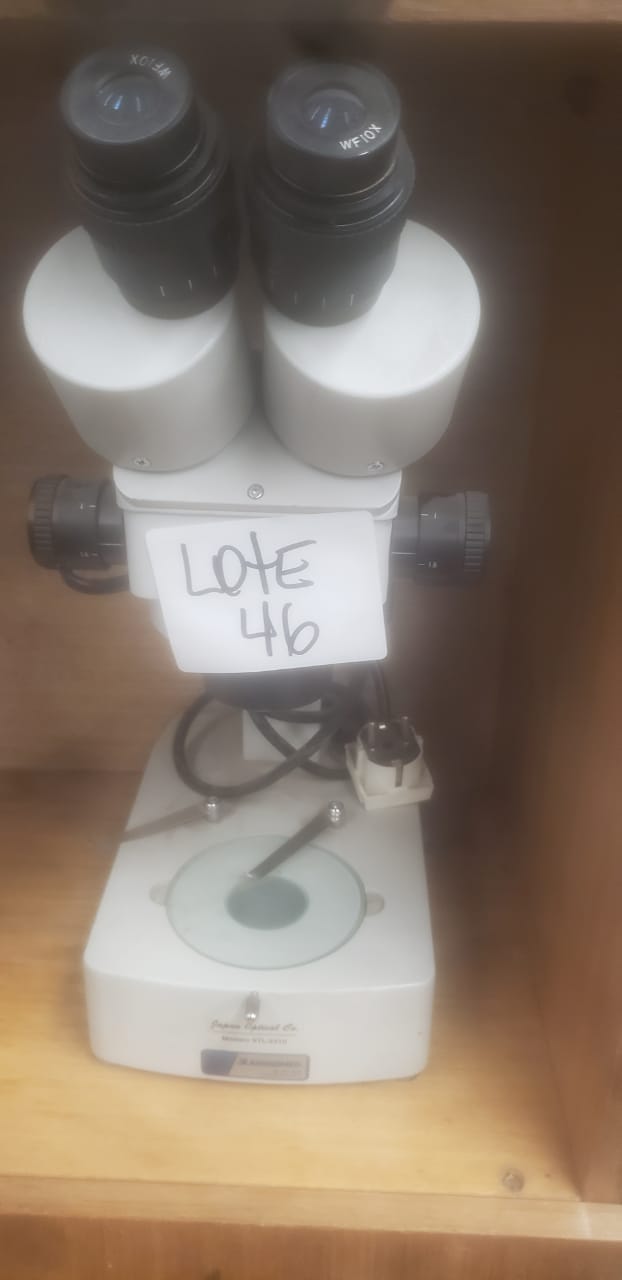 WF10X
WF10X
LOTE
46
Japan Optical Co.